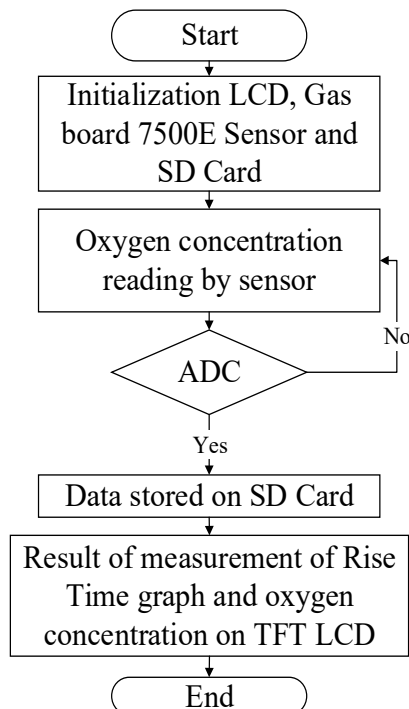 Start
Initialization LCD, Gas
board 7500E Sensor and
SD Card
Oxygen concentration
reading by sensor
No
ADC
Yes
Data stored on SD Card
Result of measurement of Rise
Time graph and oxygen
concentration on TFT LCD
End